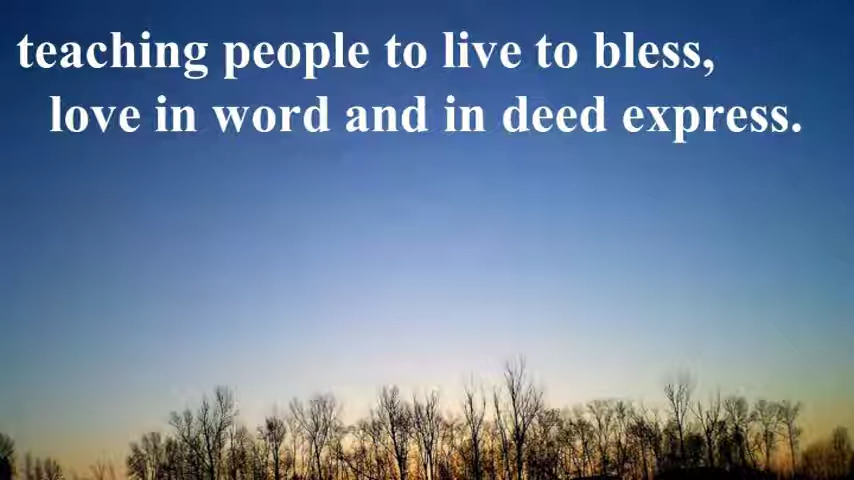 teaching people to live to bless,
love in word and in deed express.